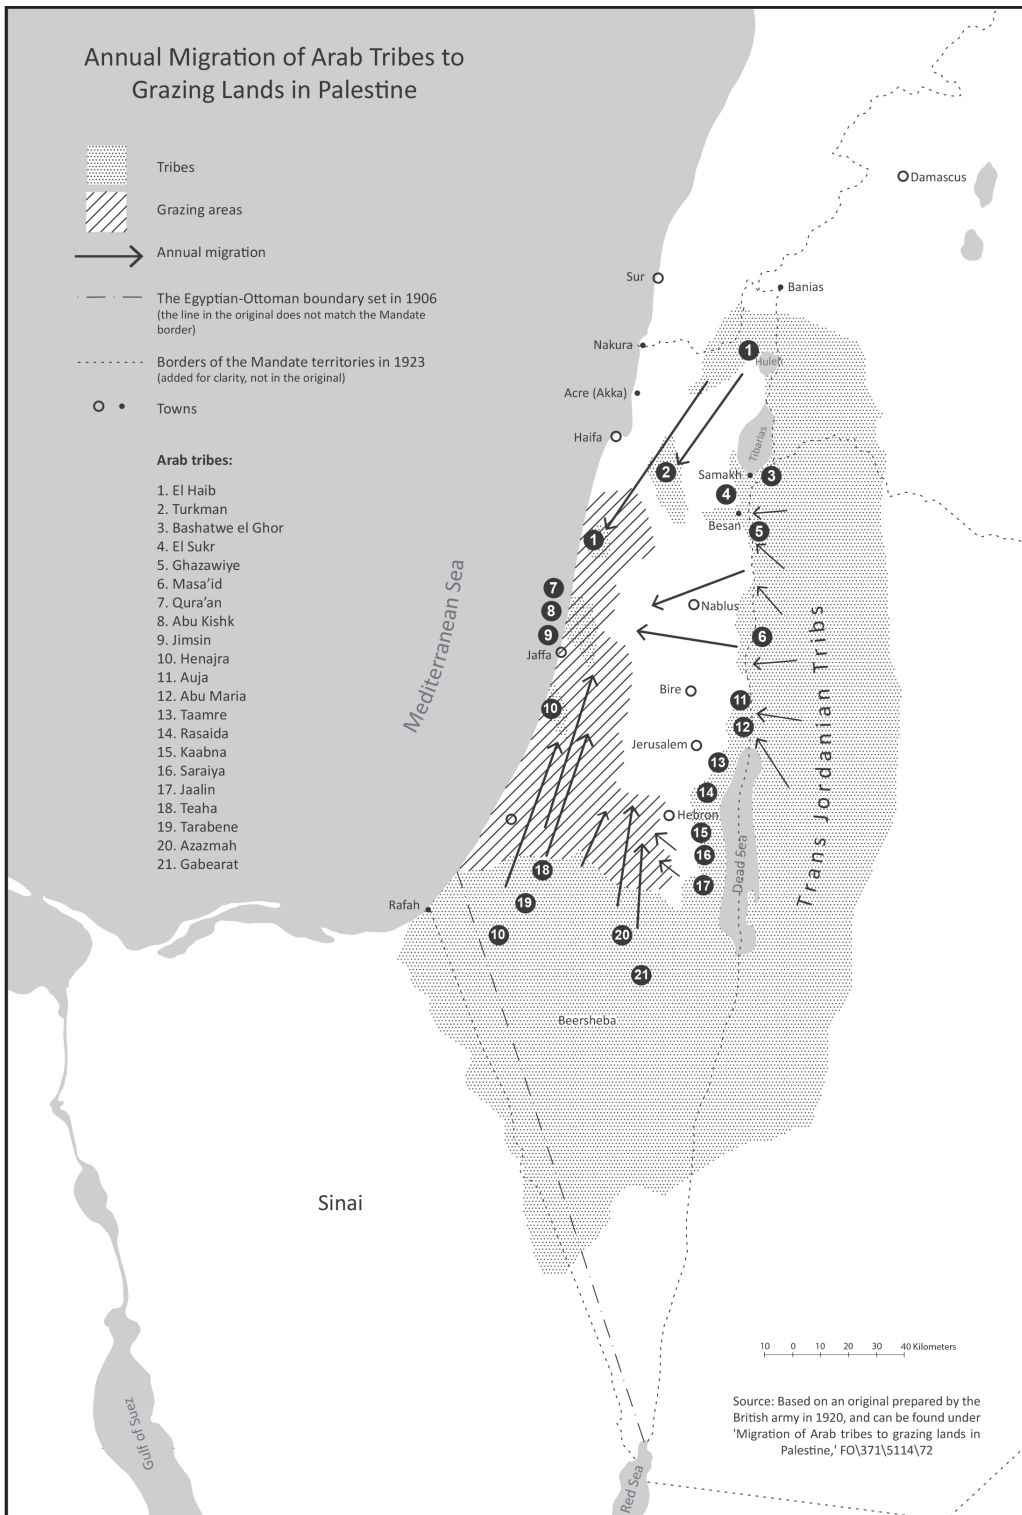 Annual Migration of Arab Tribes to
Grazing Lands in Palestine
Tribes
Grazing areas
Annual migration
The Egyptian-Ottoman boundary set in 1906
(the line in the original does not match the Mandate
border)
Borders of the Mandate territories in 1923
(added for clarity, not in the original)
Towns
Arab tribes:
1. El Haib
2. Turkman
3. Bashatwe el Ghor
4. El Sukr
5. Ghazawiye
6. Masa'id
7. Qura'an
8. Abu Kishk
9. Jimsin
10. Henajra
11. Auja
12. Abu Maria
13. Taamre
14. Rasaida
15. Kaabna
16. Saraiya
17. Jaalin
18. Teaha
19. Tarabene
20. Azazmah
21. Gabearat
Damascus
Sur
Banias
Nakura
1
Huleh
Acre (Akka)
Haifa
Tibarias
2
Samakh
3
4
Besan
5
1
Mediterranean Sea
7
8
9
Nablus
Jaffa
6
Trans Jordanian Tribs
Bire
11
10
12
Jerusalem
13
14
Hebron
15
16
Dead Sea
17
18
19
Rafah
10
20
21
Beersheba
Sinai
10 0 10 20 30 40 Kilometers
Source: Based on an original prepared by the
British army in 1920, and can be found under
'Migration of Arab tribes to grazing lands in
Palestine,' FO\371\5114\72
Gulf of Suez
Red Sea